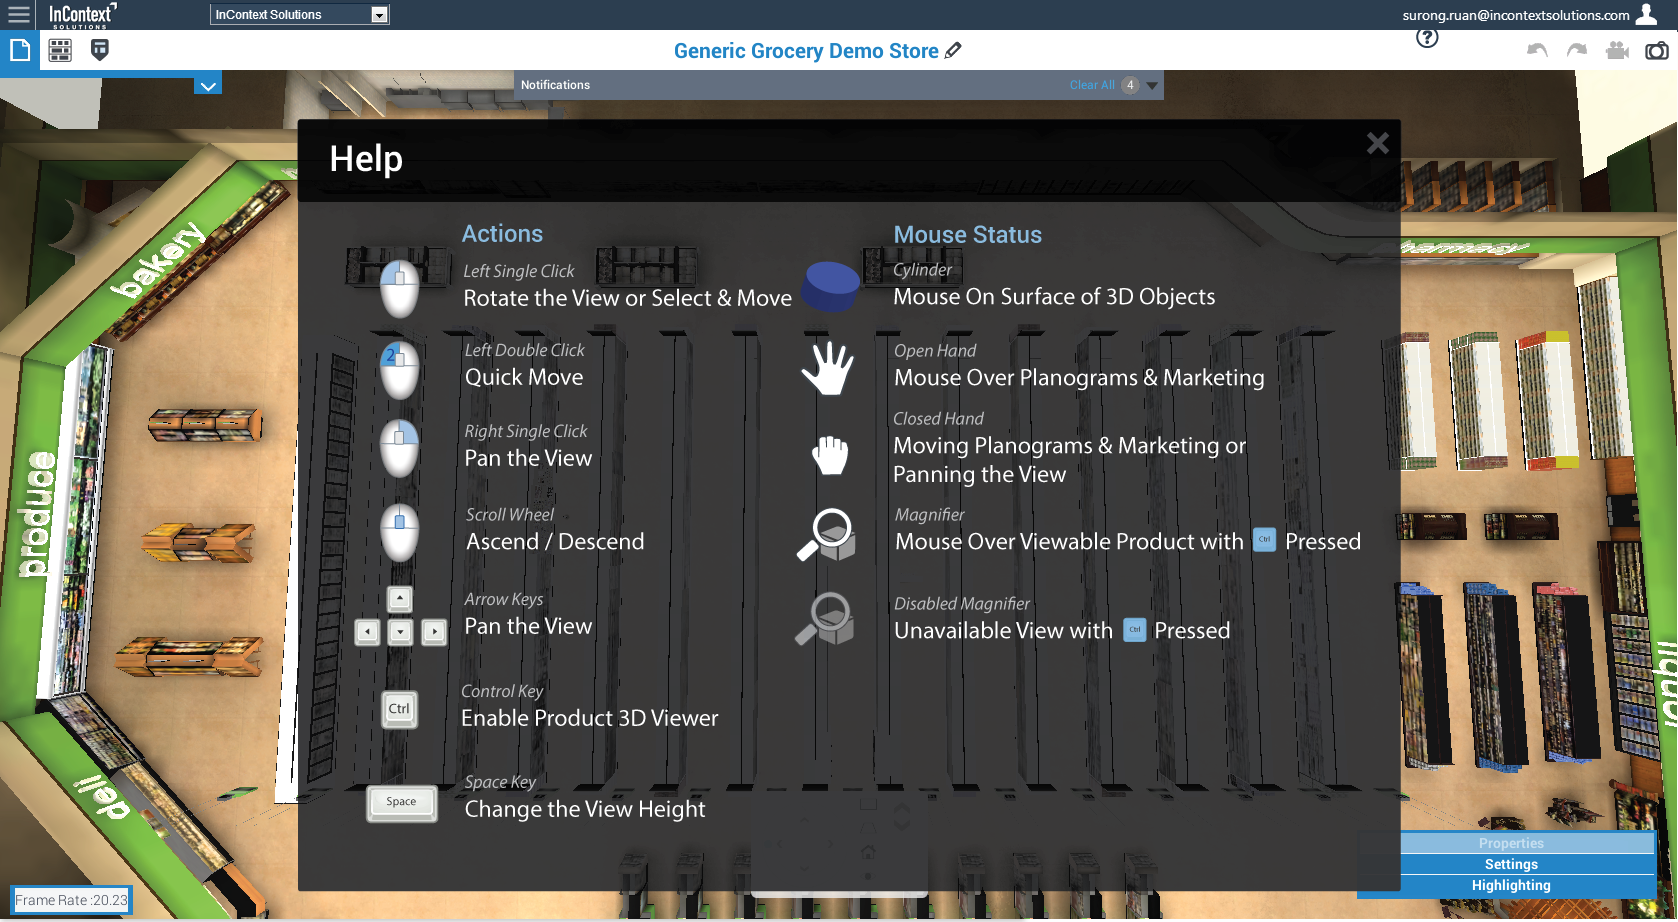 InContext
SOLUTIONS
InContext Solutions
surong.ruan@incontextsolutions.com
Generic Grocery Demo Store
?
Notifications
Clear All 4
Help
Actions
Left Single Click
Rotate the View or Select & Move
2
Left Double Click
Quick Move
Right Single Click
Pan the View
Scroll Wheel
Ascend / Descend
Arrow Keys
Pan the View
Ctrl
Control Key
Enable Product 3D Viewer
Space
Space Key
Change the View Height
Mouse Status
Cylinder
Mouse On Surface of 3D Objects
Open Hand
Mouse Over Planograms & Marketing
Closed Hand
Moving Planograms & Marketing or
Panning the View
Magnifier
Mouse Over Viewable Product with Ctrl Pressed
Disabled Magnifier
Unavailable View with Ctrl Pressed
bakery
produce
deli
Properties
Settings
Highlighting
Frame Rate :20.23